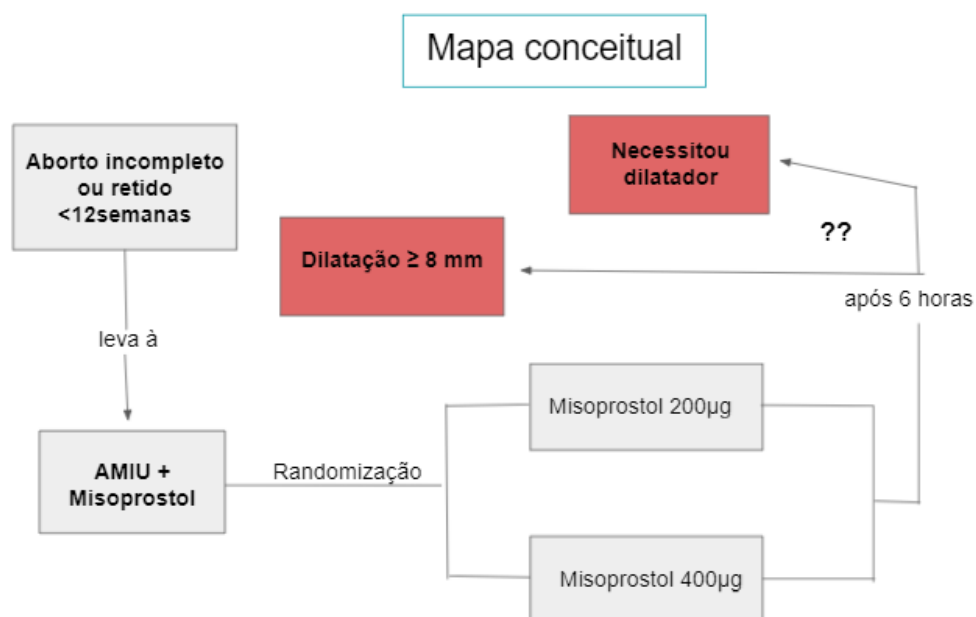 Mapa conceitual
Aborto incompleto
ou retido
<12semanas
Necessitou
dilatador
??
Dilatação ≥ 8 mm
após 6 horas
leva à
Misoprostol 200µg
AMIU +
Misoprostol
Randomização
Misoprostol 400µg